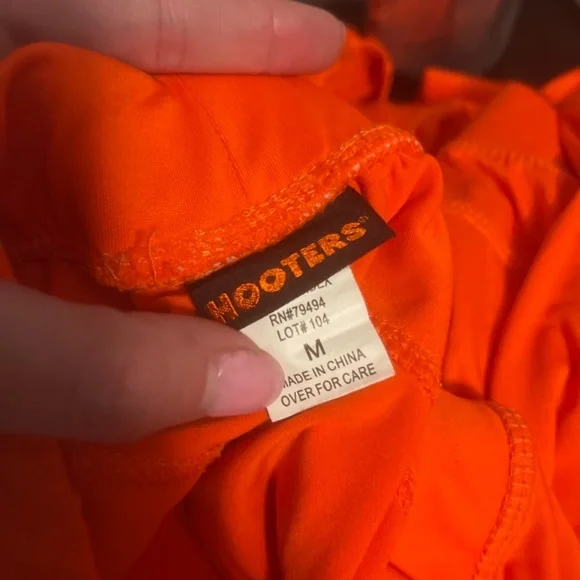 HOOTERS
RN#79494
LOT# 104
M
MADE IN CHINA
OVER FOR CARE